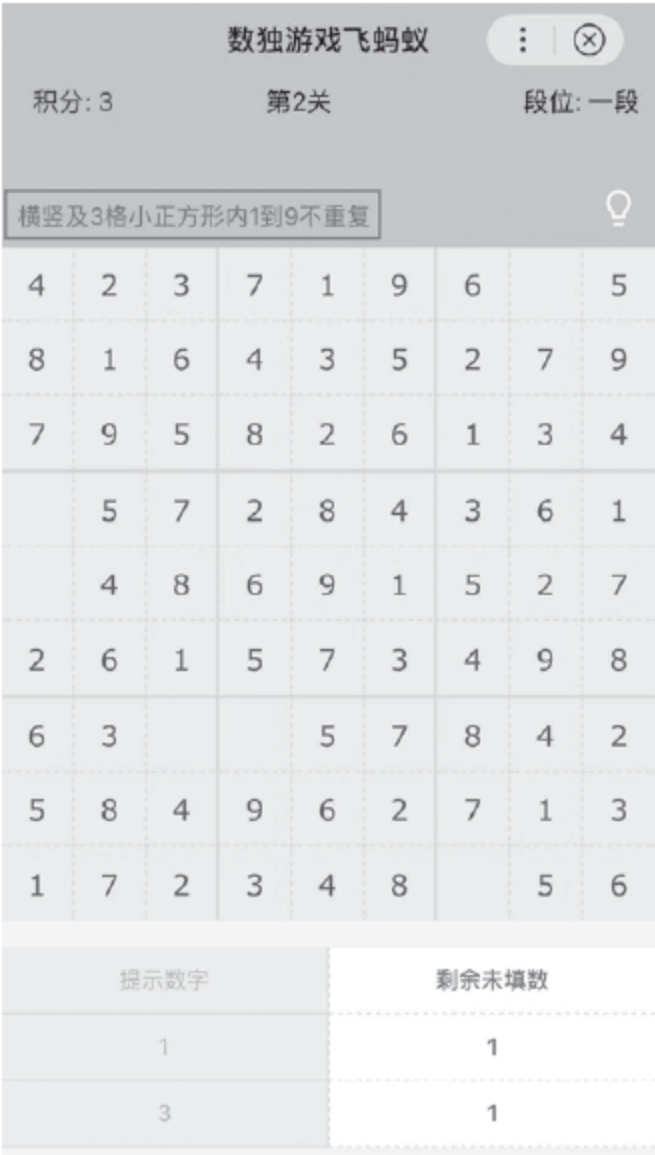 数独游戏飞蚂蚁
积分: 3 第2关 段位: 一段
横竖及3格小正方形内1到9不重复
4 2 3 7 1 9 6 5
8 1 6 4 3 5 2 7 9
7 9 5 8 2 6 1 3 4
5 7 2 8 4 3 6 1
4 8 6 9 1 5 2 7
2 6 1 5 7 3 4 9 8
6 3 5 7 8 4 2
5 8 4 9 6 2 7 1 3
1 7 2 3 4 8 5 6
提示数字 剩余未填数
1 1
3 1